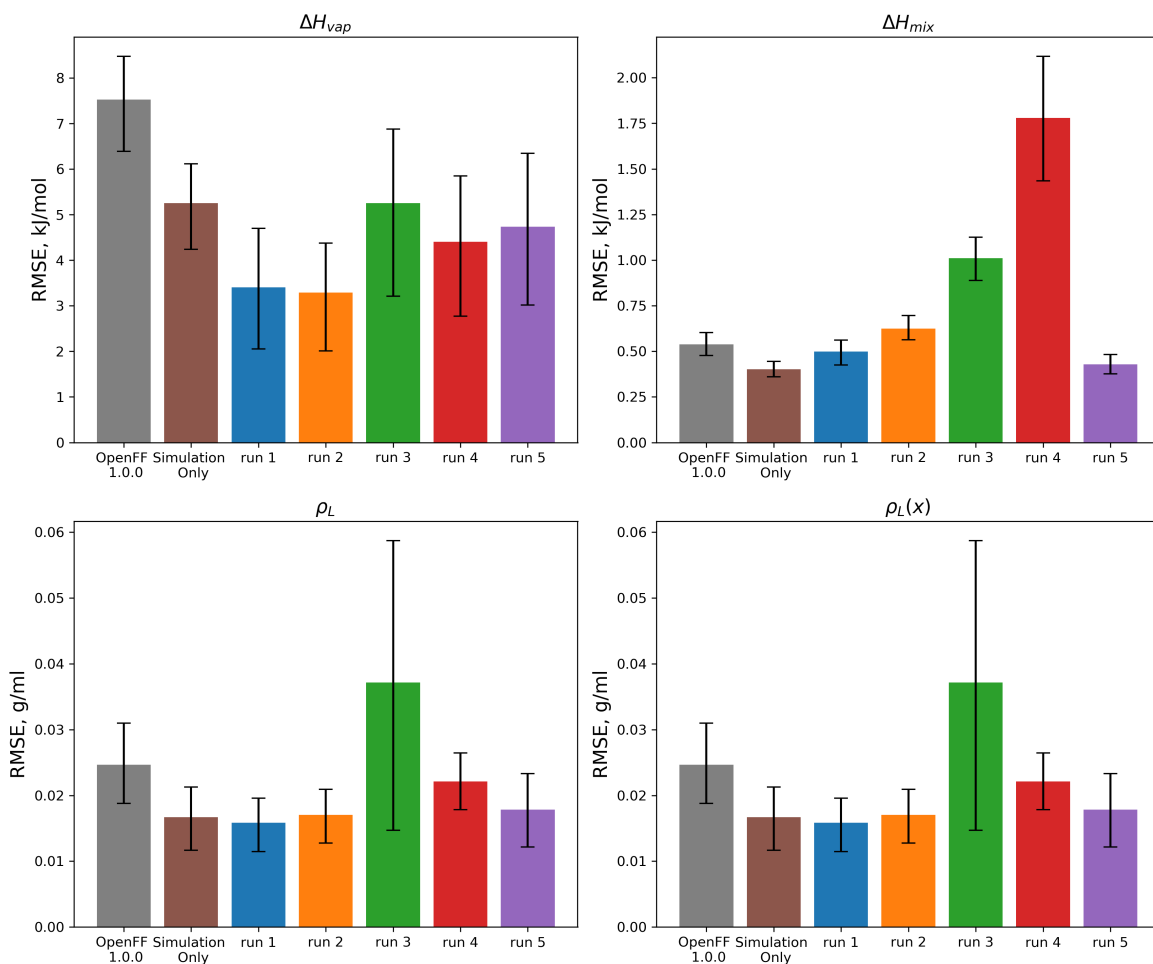 ΔH_vap
RMSE, kJ/mol
8
7
6
5
4
3
2
1
0
OpenFF 1.0.0
Simulation Only
run 1
run 2
run 3
run 4
run 5
ΔH_mix
RMSE, kJ/mol
2.00
1.75
1.50
1.25
1.00
0.75
0.50
0.25
0.00
OpenFF 1.0.0
Simulation Only
run 1
run 2
run 3
run 4
run 5
ρ_L
RMSE, g/ml
0.06
0.05
0.04
0.03
0.02
0.01
0.00
OpenFF 1.0.0
Simulation Only
run 1
run 2
run 3
run 4
run 5
ρ_L(x)
RMSE, g/ml
0.06
0.05
0.04
0.03
0.02
0.01
0.00
OpenFF 1.0.0
Simulation Only
run 1
run 2
run 3
run 4
run 5